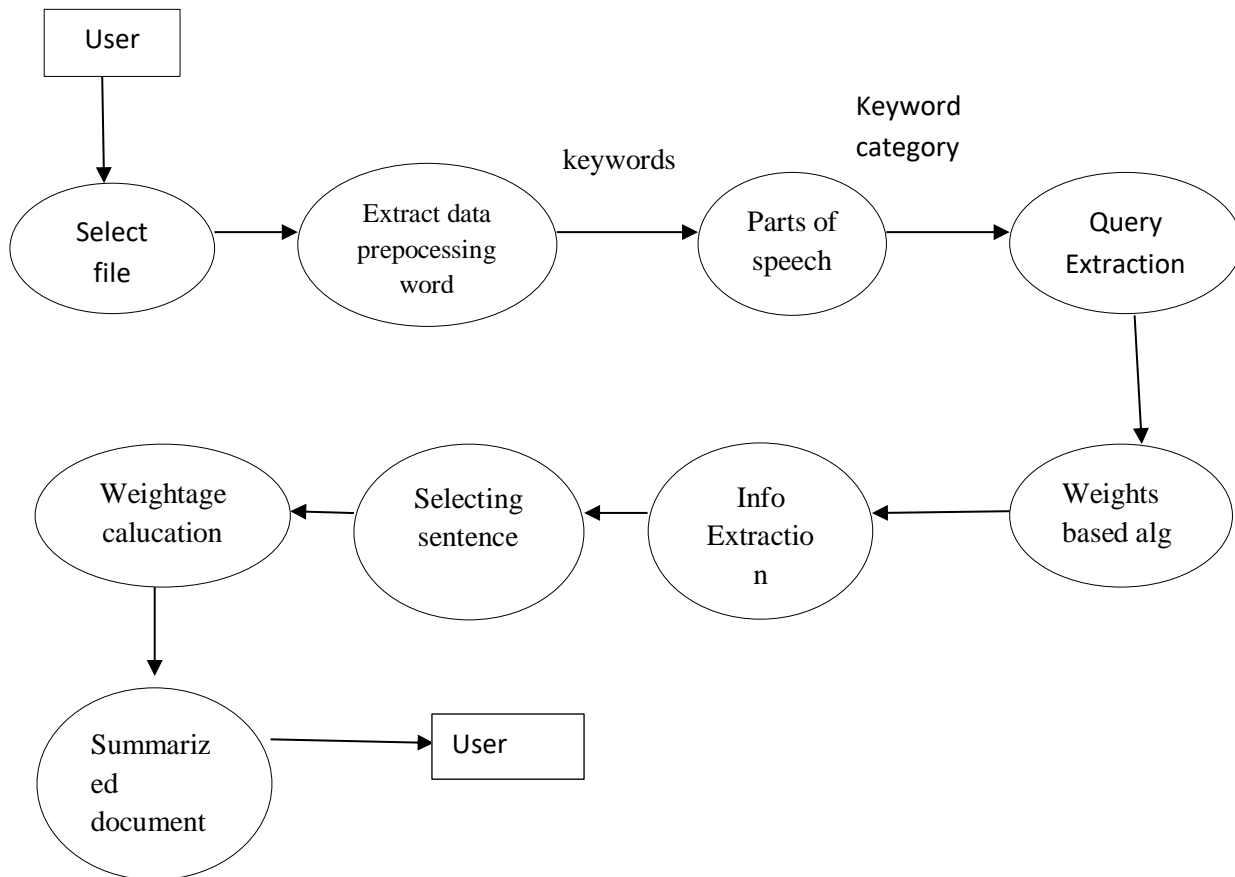 User
Keyword
category
keywords
Select
file
Extract data
prepocessing
word
Parts of
speech
Query
Extraction
Weightage
calucation
Selecting
sentence
Info
Extractio
n
Weights
based alg
Summariz
ed
document
User